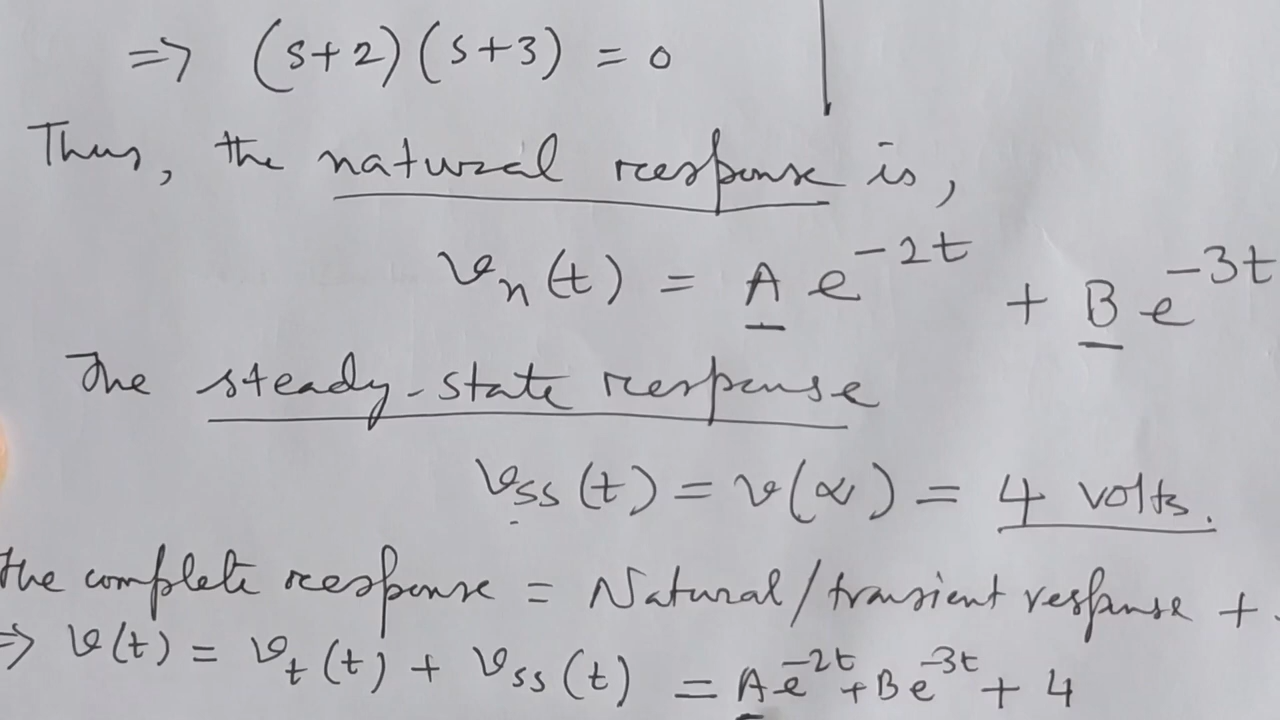 => (s+2)(s+3) = 0
Thus, the natural response is,
vn(t) = A e^-2t + B e^-3t
The steady-state response
vss(t) = v(∝) = 4 volts.
the complete response = Natural/transient response +
=> v(t) = vt(t) + vss(t) = Ae^-2t + Be^-3t + 4